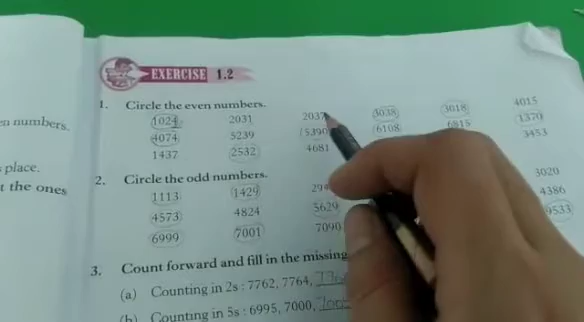 EXERCISE 1.2
en numbers.
place.
t the ones
1. Circle the even numbers.
1024 2031 2037 3038 3018 4015
4074 5239 5390 6108 6815 1370
1437 2532 4681 3453
2. Circle the odd numbers.
1113 1429 294 3020
4573 4824 5629 4386
6999 7001 7090 9533
3. Count forward and fill in the missing
(a) Counting in 2s : 7762, 7764,
(b) Counting in 5s : 6995, 7000,